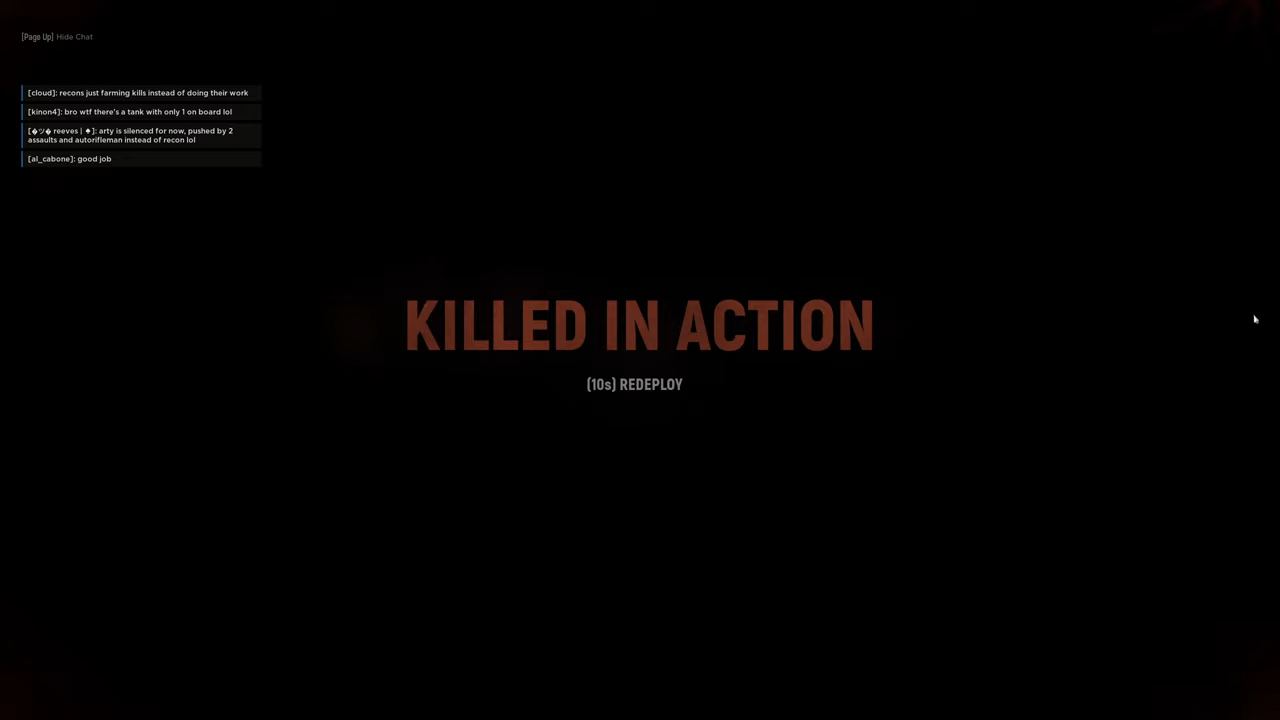 [Page Up] Hide Chat
[cloud]: recons just farming kills instead of doing their work
[kinon4]: bro wtf there's a tank with only 1 on board lol
[�ツ� reeves | ♠]: arty is silenced for now, pushed by 2
assaults and autorifleman instead of recon lol
[al_cabone]: good job
KILLED IN ACTION
(10s) REDEPLOY